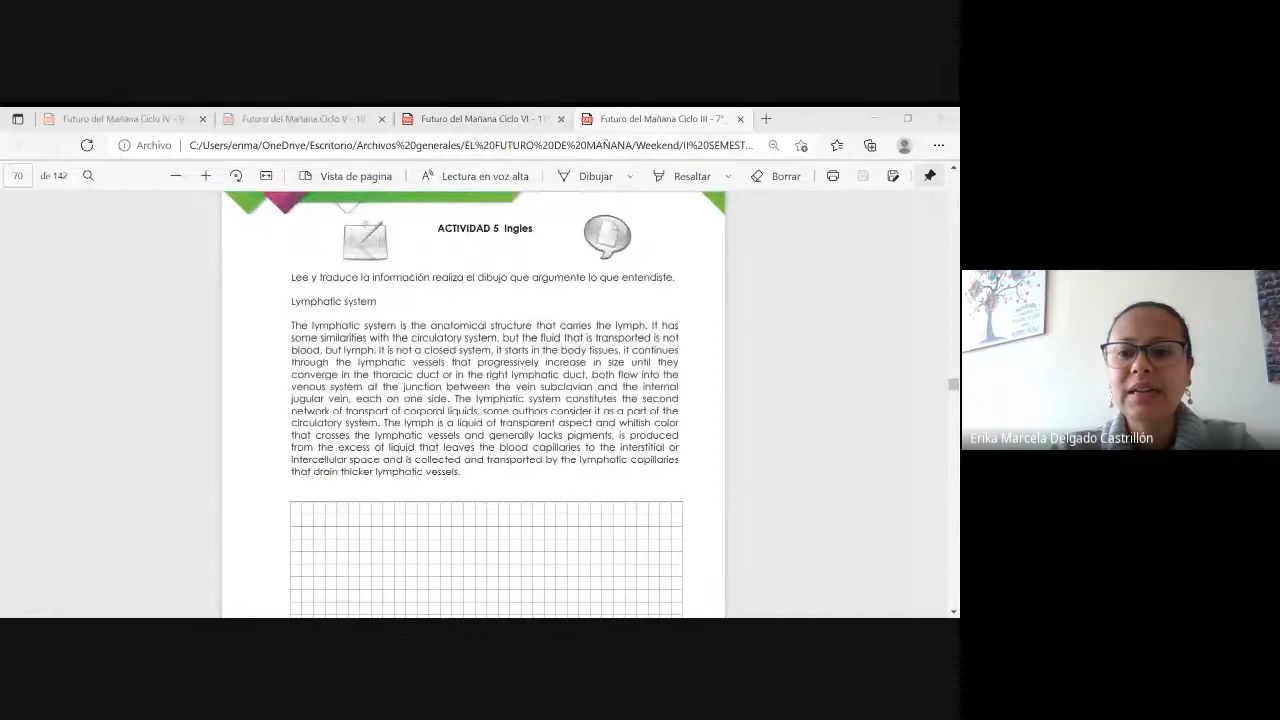 Futuro del Mañana Ciclo IV - 9
Futuro del Mañana Ciclo V - 10
Futuro del Mañana Ciclo VI - 1
Futuro del Mañana Ciclo III - 7°
Archivo
C:/Users/erima/OneDrive/Escritorio/Archivos%20generales/EL%20FUTURO%20DE%20MAÑANA/Weekend/II%20SEMEST...
70 de 142
Vista de página
Lectura en voz alta
Dibujar
Resaltar
Borrar
ACTIVIDAD 5 Ingles
Lee y traduce la información realiza el dibujo que argumente lo que entendiste.
Lymphatic system
The lymphatic system is the anatomical structure that carries the lymph. It has
some similarities with the circulatory system, but the fluid that is transported is not
blood, but lymph. It is not a closed system, it starts in the body tissues, it continues
through the lymphatic vessels that progressively increase in size until they
converge in the thoracic duct or in the right lymphatic duct, both flow into the
venous system at the junction between the vein subclavian and the internal
jugular vein, each on one side. The lymphatic system constitutes the second
network of transport of corporal liquids, some authors consider it as a part of the
circulatory system. The lymph is a liquid of transparent aspect and whitish color
that crosses the lymphatic vessels and generally lacks pigments, is produced
from the excess of liquid that leaves the blood capillaries to the interstitial or
intercellular space and is collected and transported by the lymphatic capillaries
that drain thicker lymphatic vessels.
Erika Marcela Delgado Castrillón